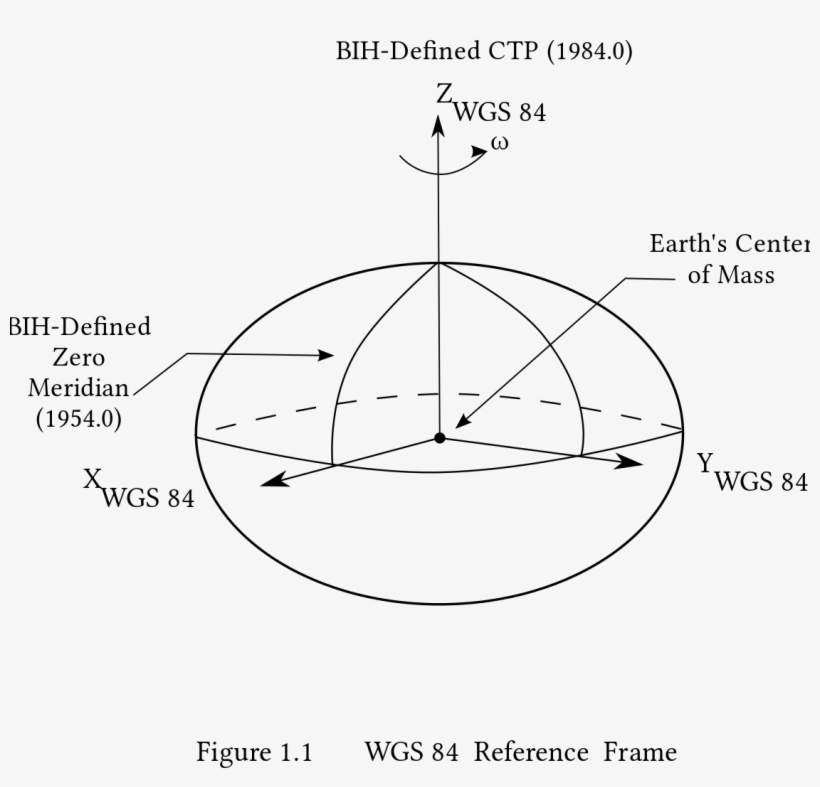 BIH-Defined CTP (1984.0)
Z WGS 84
ω
Earth's Center
of Mass
BIH-Defined
Zero
Meridian
(1954.0)
X WGS 84
Y WGS 84
Figure 1.1 WGS 84 Reference Frame